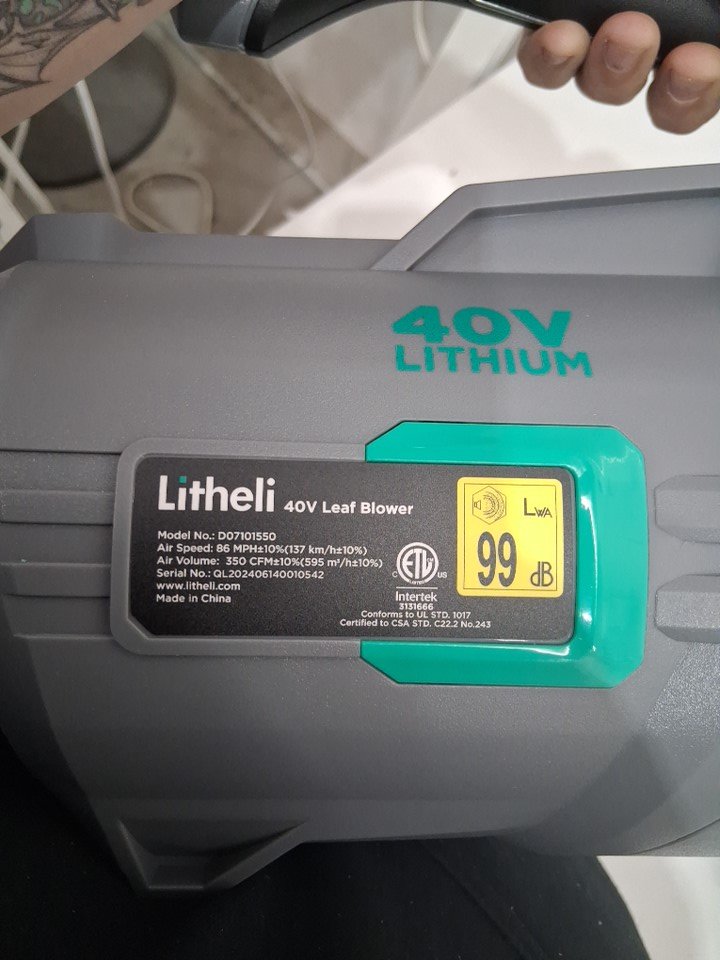 40V
LITHIUM
Litheli 40V Leaf Blower
Model No.: D07101550
Air Speed: 86 MPH±10%(137 km/h±10%)
Air Volume: 350 CFM±10%(595 m³/h±10%)
Serial No.: QL202406140010542
www.litheli.com
Made in China
C ETL US
Intertek
3131666
Conforms to UL STD. 1017
Certified to CSA STD. C22.2 No.243
LWA
99 dB